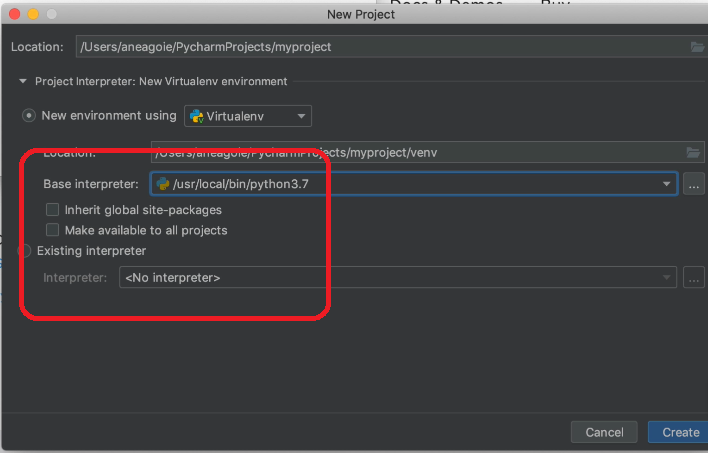 Docs & Demos Buy
New Project
Location: /Users/aneagoie/PycharmProjects/myproject
Project Interpreter: New Virtualenv environment
New environment using Virtualenv
Location: /Users/aneagoie/PycharmProjects/myproject/venv
Base interpreter: /usr/local/bin/python3.7 ...
Inherit global site-packages
Make available to all projects
Existing interpreter
Interpreter: <No interpreter> ...
Cancel Create